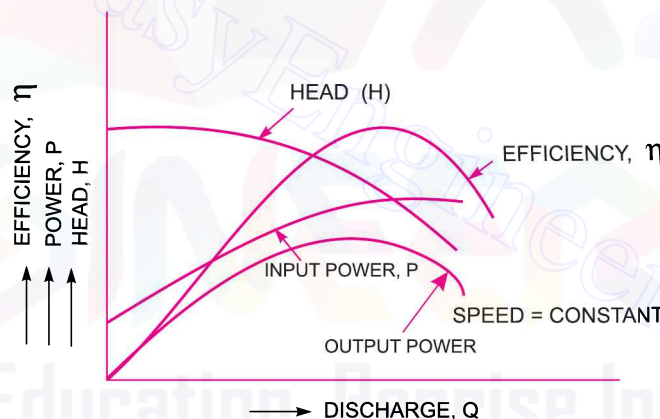 HEAD (H)
EFFICIENCY, η
EFFICIENCY, η
POWER, P
HEAD, H
INPUT POWER, P
SPEED = CONSTANT
OUTPUT POWER
DISCHARGE, Q